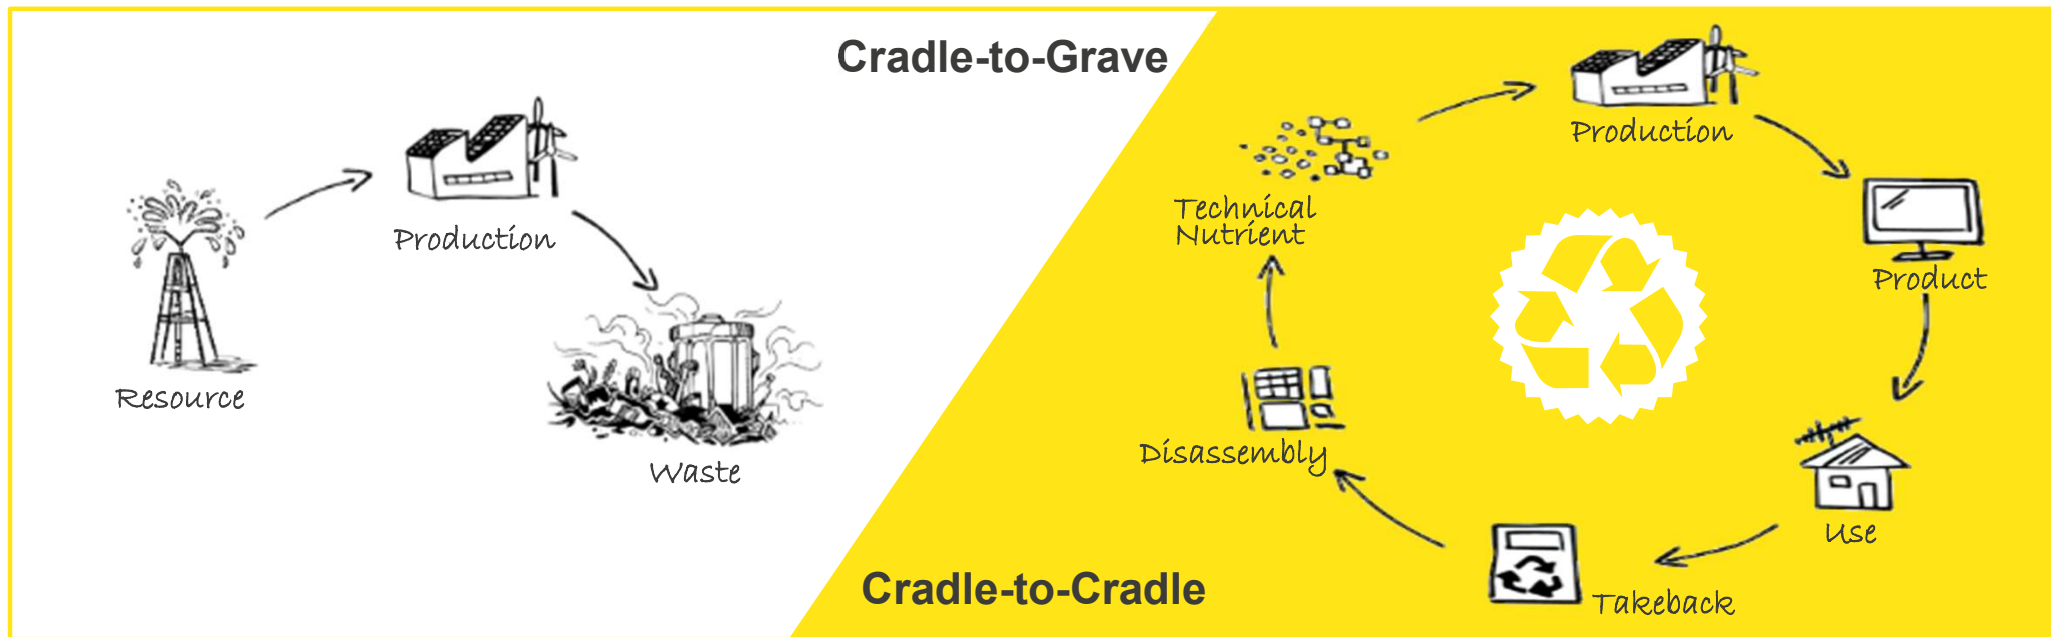 Cradle-to-Grave
Resource
Production
Waste
Cradle-to-Cradle
Production
Product
Use
Takeback
Disassembly
Technical
Nutrient